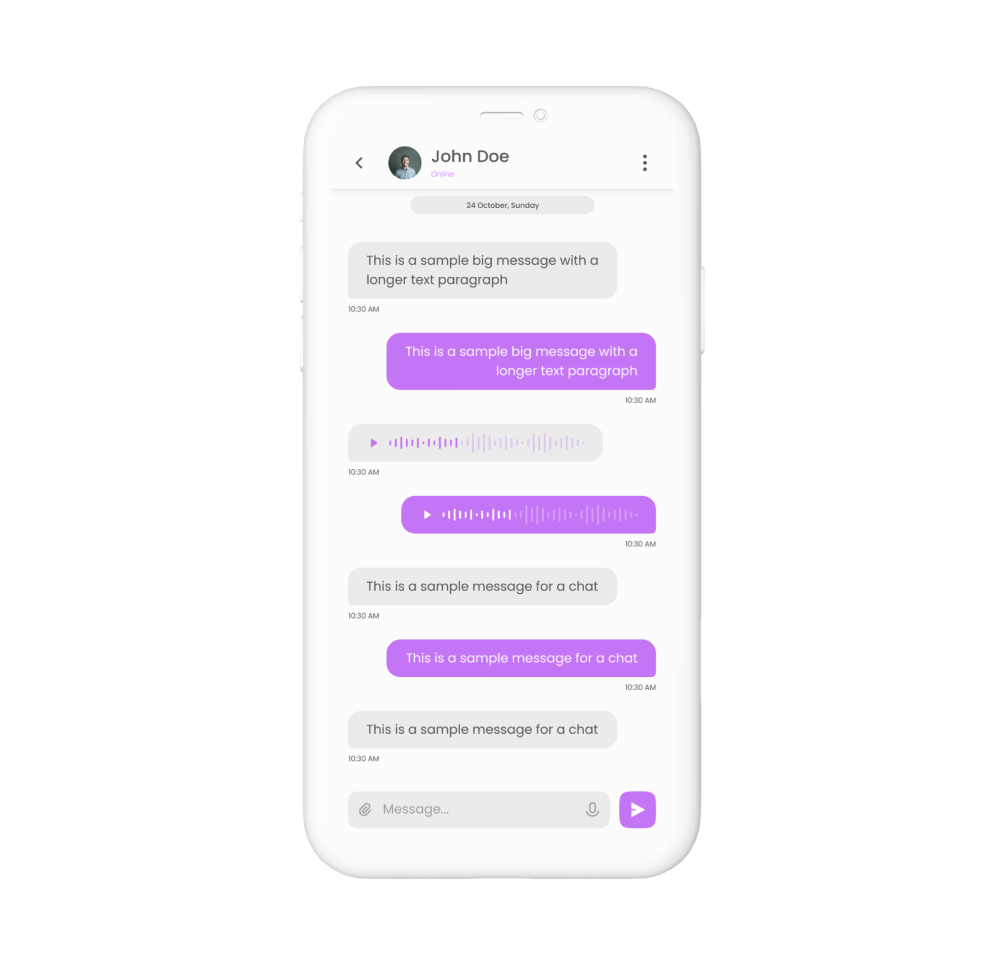 John Doe
Online
24 October, Sunday
This is a sample big message with a
longer text paragraph
10:30 AM
This is a sample big message with a
longer text paragraph
10:30 AM
10:30 AM
10:30 AM
This is a sample message for a chat
10:30 AM
This is a sample message for a chat
10:30 AM
This is a sample message for a chat
10:30 AM
Message...